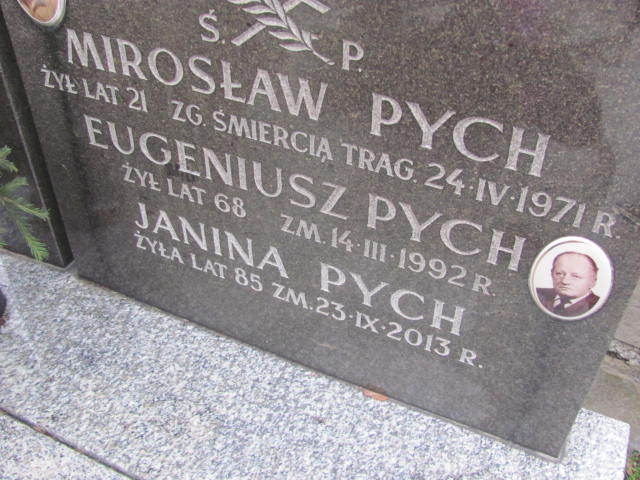 Ś. P.
MIROSŁAW PYCH
ŻYŁ LAT 21 ZG. ŚMIERCIĄ TRAG. 24·IV·1971 R.
EUGENIUSZ PYCH
ŻYŁ LAT 68 ZM. 14·III·1992 R.
JANINA PYCH
ŻYŁA LAT 85 ZM. 23·IX·2013 R.